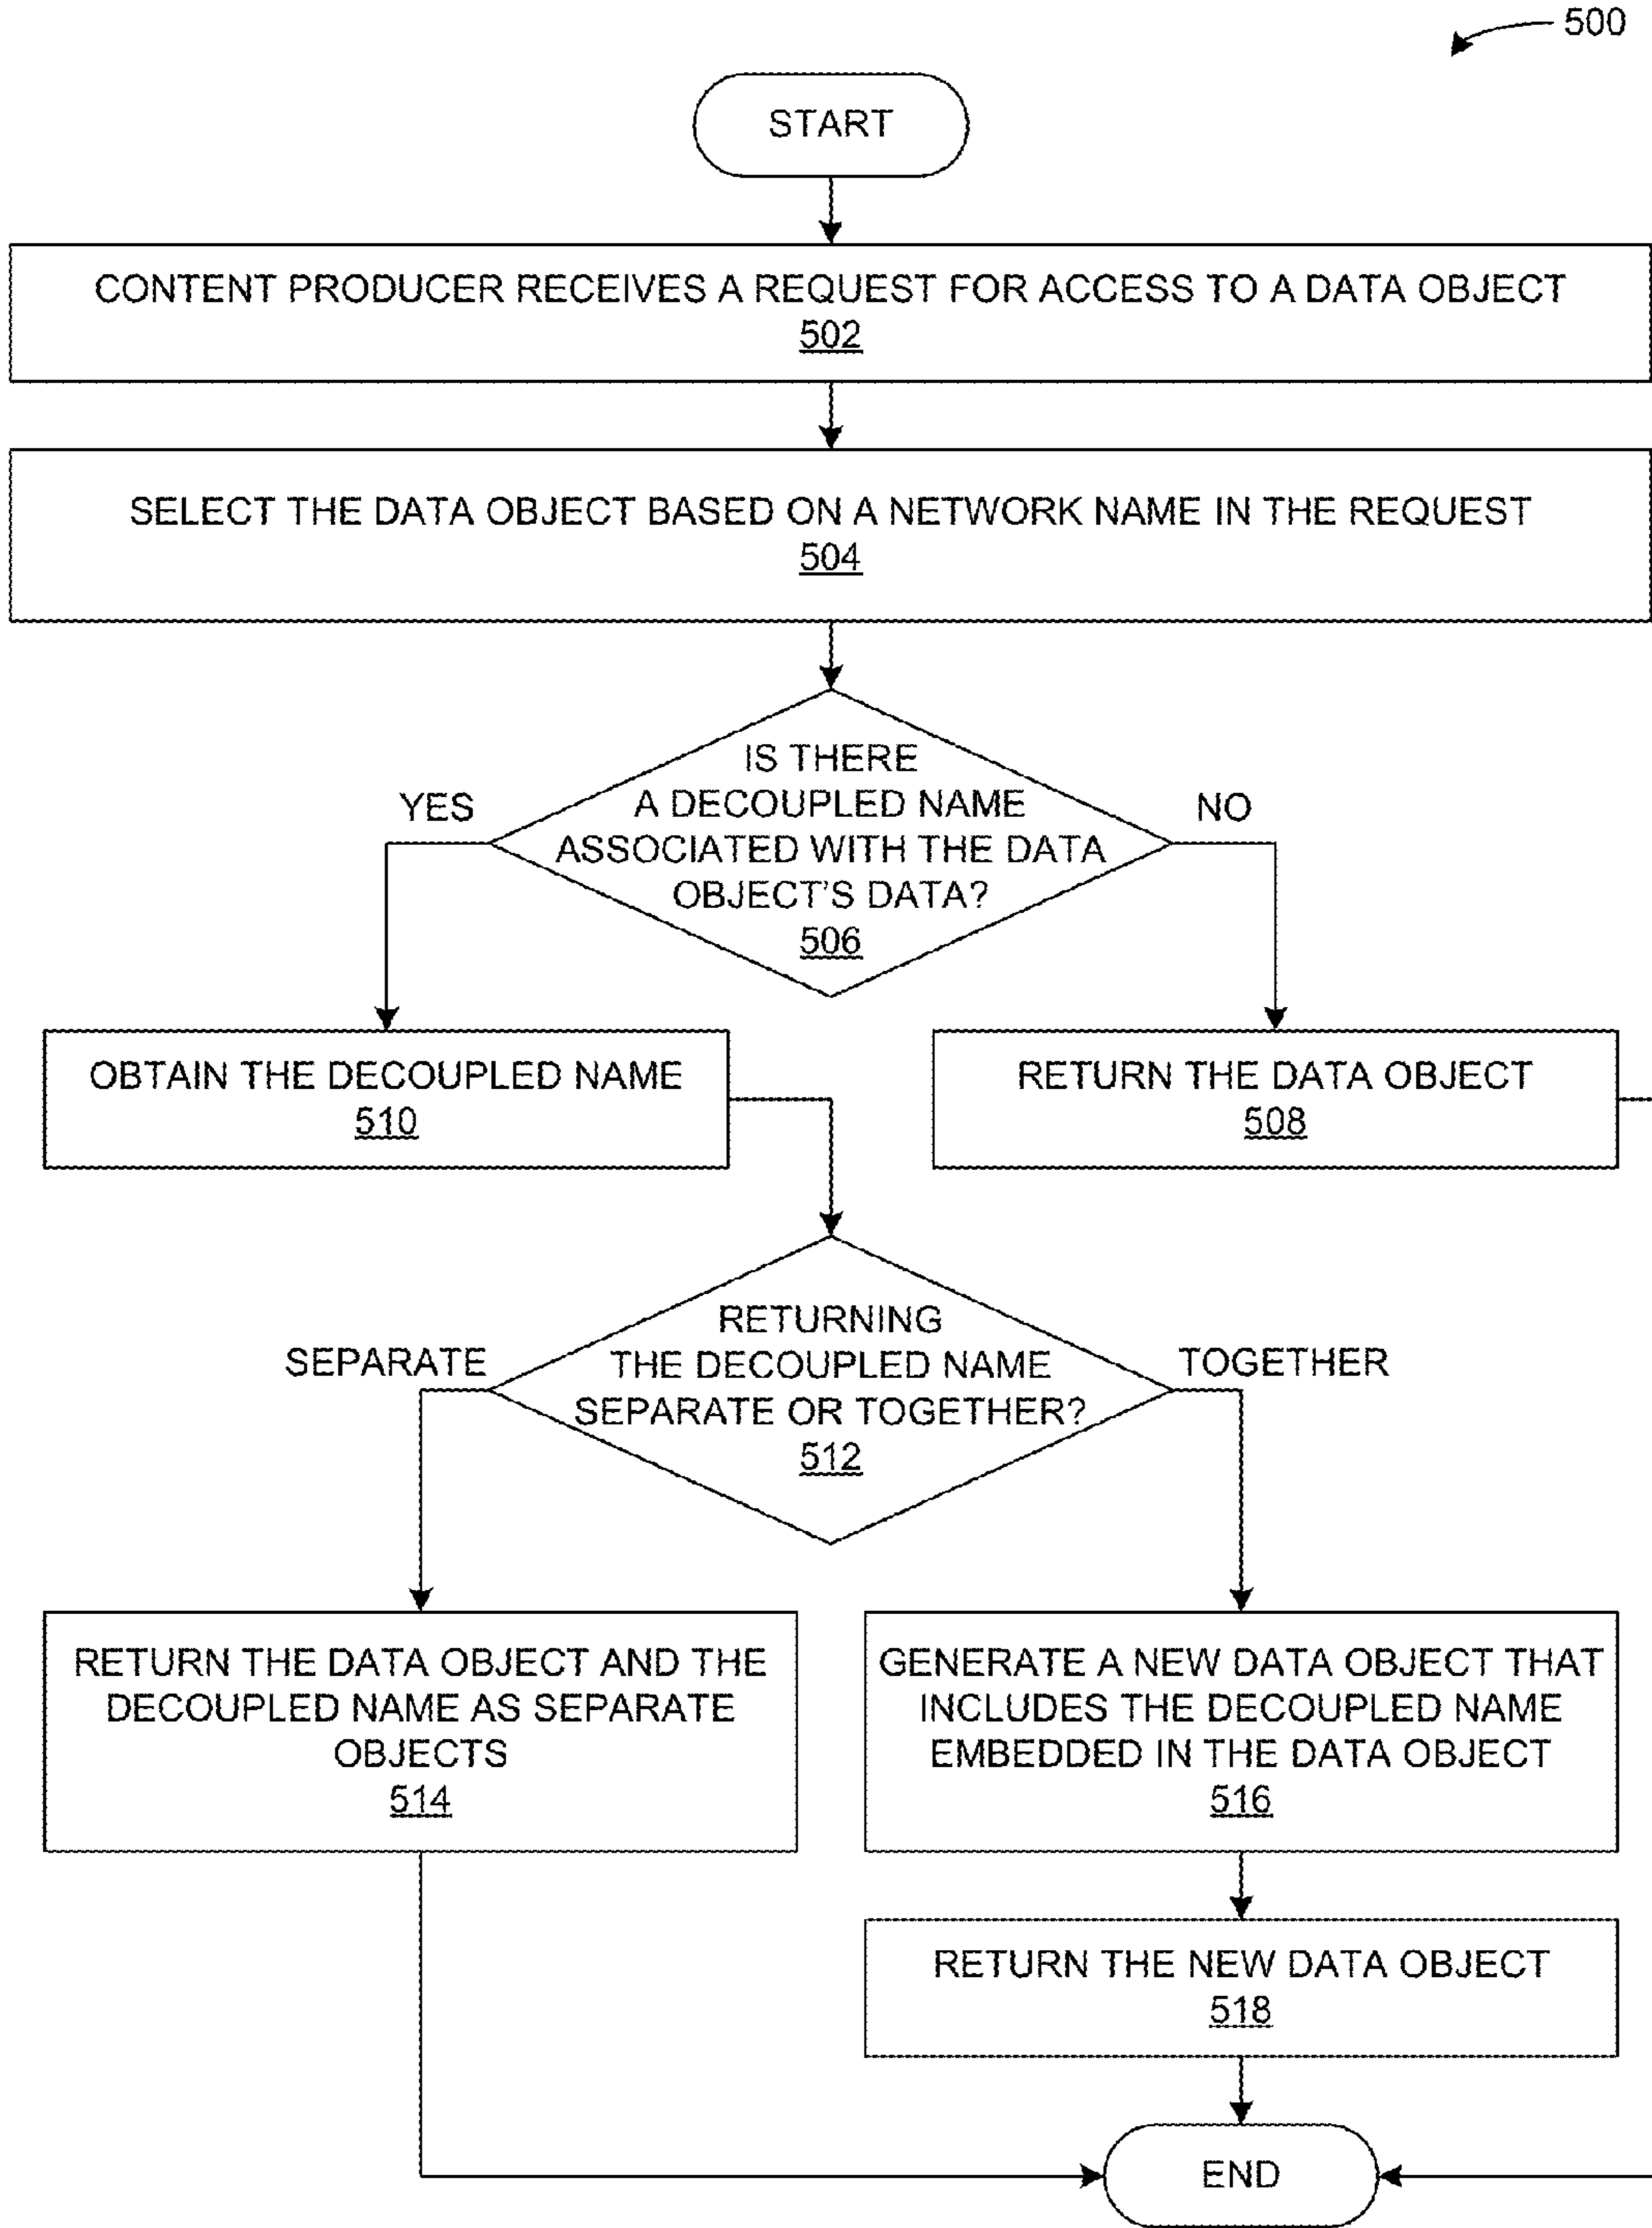 500
START
CONTENT PRODUCER RECEIVES A REQUEST FOR ACCESS TO A DATA OBJECT
502
SELECT THE DATA OBJECT BASED ON A NETWORK NAME IN THE REQUEST
504
IS THERE
A DECOUPLED NAME
ASSOCIATED WITH THE DATA
OBJECT'S DATA?
506
YES
NO
OBTAIN THE DECOUPLED NAME
510
RETURN THE DATA OBJECT
508
RETURNING
THE DECOUPLED NAME
SEPARATE OR TOGETHER?
512
SEPARATE
TOGETHER
RETURN THE DATA OBJECT AND THE
DECOUPLED NAME AS SEPARATE
OBJECTS
514
GENERATE A NEW DATA OBJECT THAT
INCLUDES THE DECOUPLED NAME
EMBEDDED IN THE DATA OBJECT
516
RETURN THE NEW DATA OBJECT
518
END